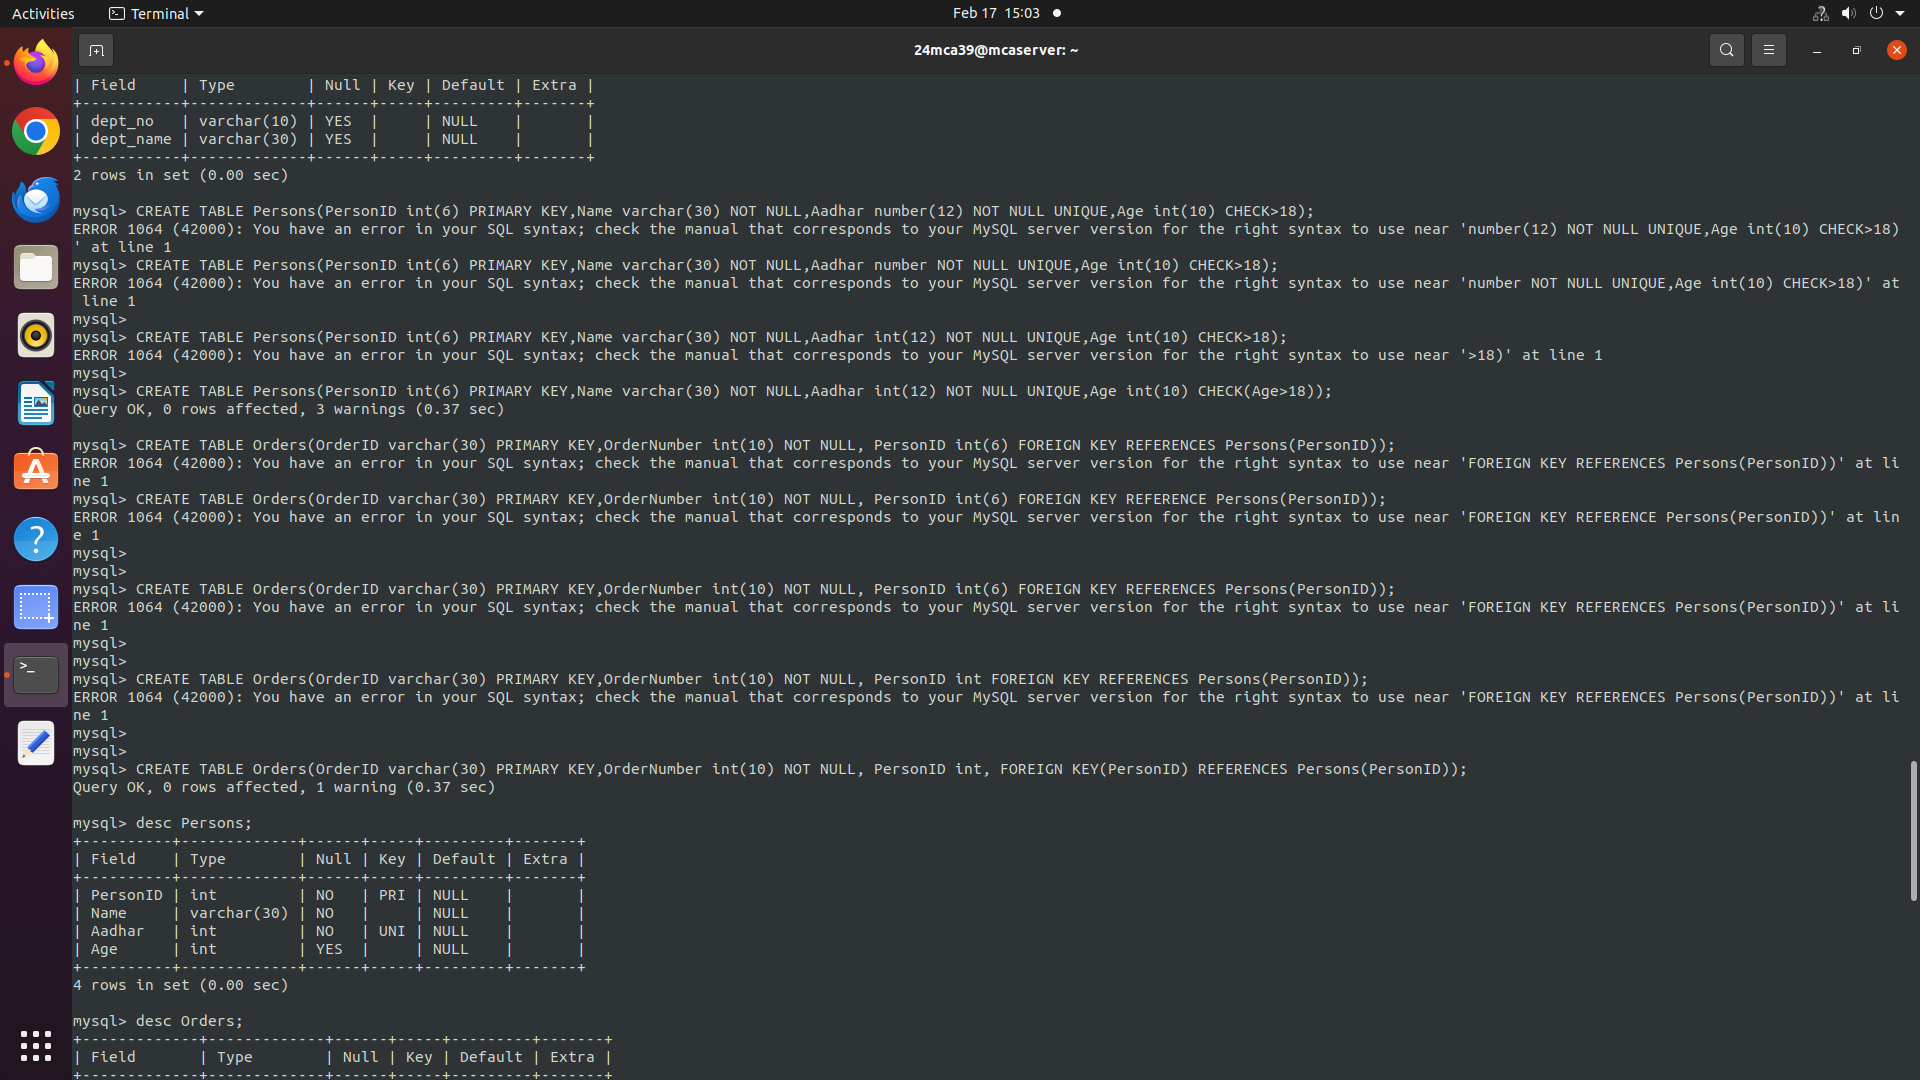 Activities Terminal Feb 17 15:03
24mca39@mcaserver: ~
| Field     | Type        | Null | Key | Default | Extra |
+-----------+-------------+------+-----+---------+-------+
| dept_no   | varchar(10) | YES  |     | NULL    |       |
| dept_name | varchar(30) | YES  |     | NULL    |       |
+-----------+-------------+------+-----+---------+-------+
2 rows in set (0.00 sec)

mysql> CREATE TABLE Persons(PersonID int(6) PRIMARY KEY,Name varchar(30) NOT NULL,Aadhar number(12) NOT NULL UNIQUE,Age int(10) CHECK>18);
ERROR 1064 (42000): You have an error in your SQL syntax; check the manual that corresponds to your MySQL server version for the right syntax to use near 'number(12) NOT NULL UNIQUE,Age int(10) CHECK>18)
' at line 1
mysql> CREATE TABLE Persons(PersonID int(6) PRIMARY KEY,Name varchar(30) NOT NULL,Aadhar number NOT NULL UNIQUE,Age int(10) CHECK>18);
ERROR 1064 (42000): You have an error in your SQL syntax; check the manual that corresponds to your MySQL server version for the right syntax to use near 'number NOT NULL UNIQUE,Age int(10) CHECK>18)' at
 line 1
mysql>
mysql> CREATE TABLE Persons(PersonID int(6) PRIMARY KEY,Name varchar(30) NOT NULL,Aadhar int(12) NOT NULL UNIQUE,Age int(10) CHECK>18);
ERROR 1064 (42000): You have an error in your SQL syntax; check the manual that corresponds to your MySQL server version for the right syntax to use near '>18)' at line 1
mysql>
mysql> CREATE TABLE Persons(PersonID int(6) PRIMARY KEY,Name varchar(30) NOT NULL,Aadhar int(12) NOT NULL UNIQUE,Age int(10) CHECK(Age>18));
Query OK, 0 rows affected, 3 warnings (0.37 sec)

mysql> CREATE TABLE Orders(OrderID varchar(30) PRIMARY KEY,OrderNumber int(10) NOT NULL, PersonID int(6) FOREIGN KEY REFERENCES Persons(PersonID));
ERROR 1064 (42000): You have an error in your SQL syntax; check the manual that corresponds to your MySQL server version for the right syntax to use near 'FOREIGN KEY REFERENCES Persons(PersonID))' at li
ne 1
mysql> CREATE TABLE Orders(OrderID varchar(30) PRIMARY KEY,OrderNumber int(10) NOT NULL, PersonID int(6) FOREIGN KEY REFERENCE Persons(PersonID));
ERROR 1064 (42000): You have an error in your SQL syntax; check the manual that corresponds to your MySQL server version for the right syntax to use near 'FOREIGN KEY REFERENCE Persons(PersonID))' at lin
e 1
mysql>
mysql>
mysql> CREATE TABLE Orders(OrderID varchar(30) PRIMARY KEY,OrderNumber int(10) NOT NULL, PersonID int(6) FOREIGN KEY REFERENCES Persons(PersonID));
ERROR 1064 (42000): You have an error in your SQL syntax; check the manual that corresponds to your MySQL server version for the right syntax to use near 'FOREIGN KEY REFERENCES Persons(PersonID))' at li
ne 1
mysql>
mysql>
mysql> CREATE TABLE Orders(OrderID varchar(30) PRIMARY KEY,OrderNumber int(10) NOT NULL, PersonID int FOREIGN KEY REFERENCES Persons(PersonID));
ERROR 1064 (42000): You have an error in your SQL syntax; check the manual that corresponds to your MySQL server version for the right syntax to use near 'FOREIGN KEY REFERENCES Persons(PersonID))' at li
ne 1
mysql>
mysql>
mysql> CREATE TABLE Orders(OrderID varchar(30) PRIMARY KEY,OrderNumber int(10) NOT NULL, PersonID int, FOREIGN KEY(PersonID) REFERENCES Persons(PersonID));
Query OK, 0 rows affected, 1 warning (0.37 sec)

mysql> desc Persons;
+----------+-------------+------+-----+---------+-------+
| Field    | Type        | Null | Key | Default | Extra |
+----------+-------------+------+-----+---------+-------+
| PersonID | int         | NO   | PRI | NULL    |       |
| Name     | varchar(30) | NO   |     | NULL    |       |
| Aadhar   | int         | NO   | UNI | NULL    |       |
| Age      | int         | YES  |     | NULL    |       |
+----------+-------------+------+-----+---------+-------+
4 rows in set (0.00 sec)

mysql> desc Orders;
+-------------+-------------+------+-----+---------+-------+
| Field       | Type        | Null | Key | Default | Extra |
+-------------+-------------+------+-----+---------+-------+